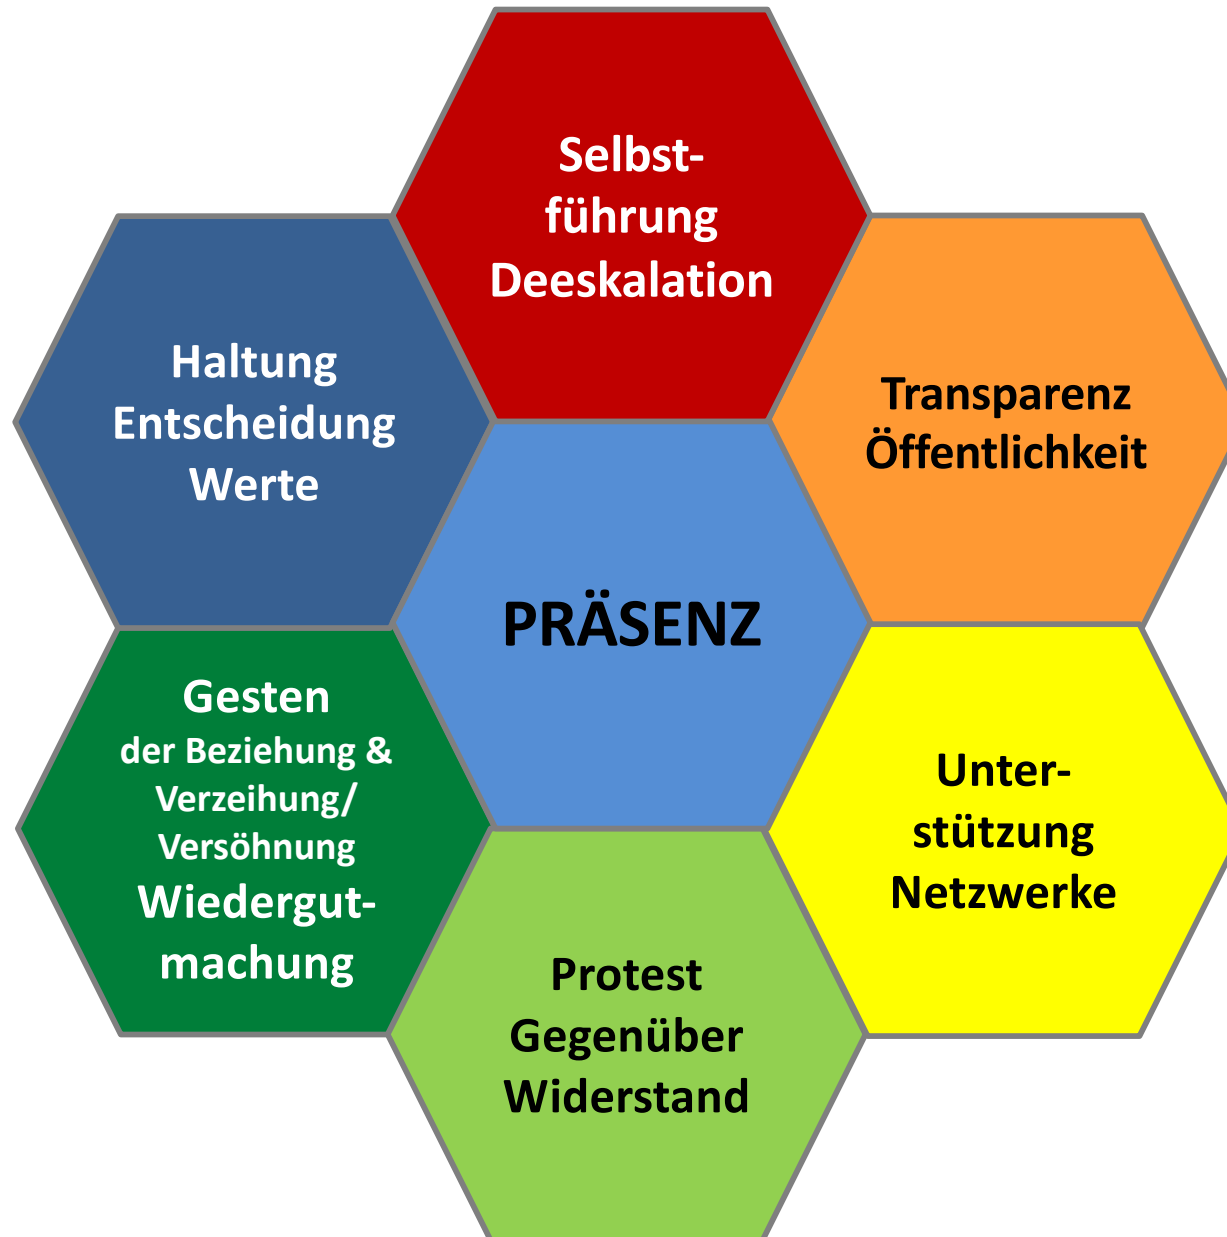 Selbst-
führung
Deeskalation
Haltung
Entscheidung
Werte
Transparenz
Öffentlichkeit
PRÄSENZ
Gesten
der Beziehung &
Verzeihung/
Versöhnung
Wiedergut-
machung
Unter-
stützung
Netzwerke
Protest
Gegenüber
Widerstand